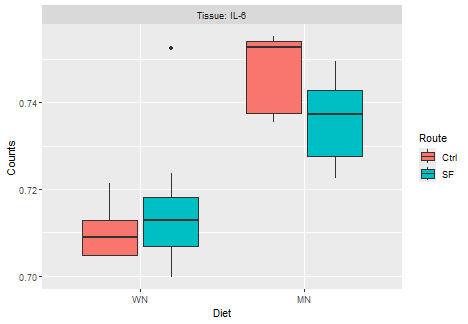 Tissue: IL-6
Counts
0.74
0.72
0.70
WN
MN
Diet
Route
Ctrl
SF